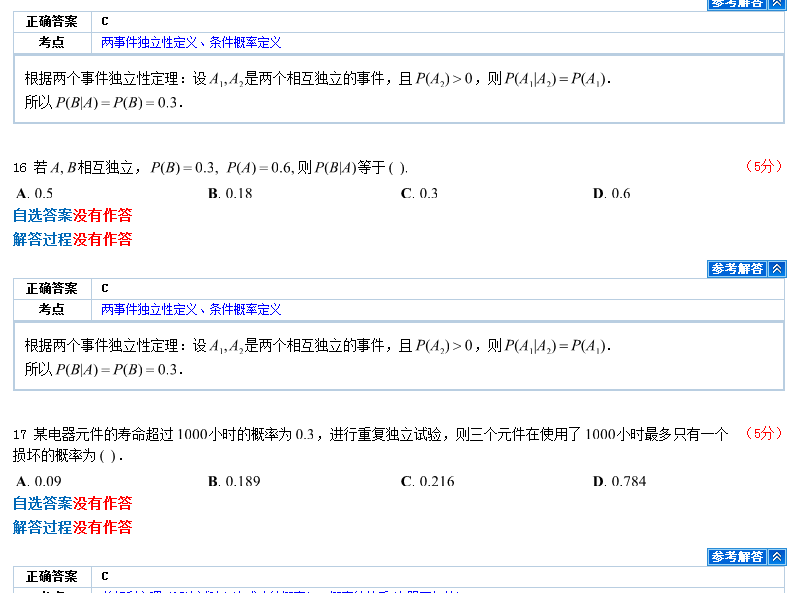 参考解答
正确答案 C
考点 两事件独立性定义、条件概率定义
根据两个事件独立性定理：设 A₁, A₂是两个相互独立的事件，且 P(A₂) > 0，则 P(A₁|A₂) = P(A₁).
所以 P(B|A) = P(B) = 0.3.
16 若 A, B相互独立， P(B) = 0.3, P(A) = 0.6, 则 P(B|A)等于 ( ). （5分）
A. 0.5 B. 0.18 C. 0.3 D. 0.6
自选答案没有作答
解答过程没有作答
参考解答
正确答案 C
考点 两事件独立性定义、条件概率定义
根据两个事件独立性定理：设 A₁, A₂是两个相互独立的事件，且 P(A₂) > 0，则 P(A₁|A₂) = P(A₁).
所以 P(B|A) = P(B) = 0.3.
17 某电器元件的寿命超过 1000小时的概率为 0.3，进行重复独立试验，则三个元件在使用了 1000小时最多只有一个 （5分）
损坏的概率为 ( ) .
A. 0.09 B. 0.189 C. 0.216 D. 0.784
自选答案没有作答
解答过程没有作答
参考解答
正确答案 C